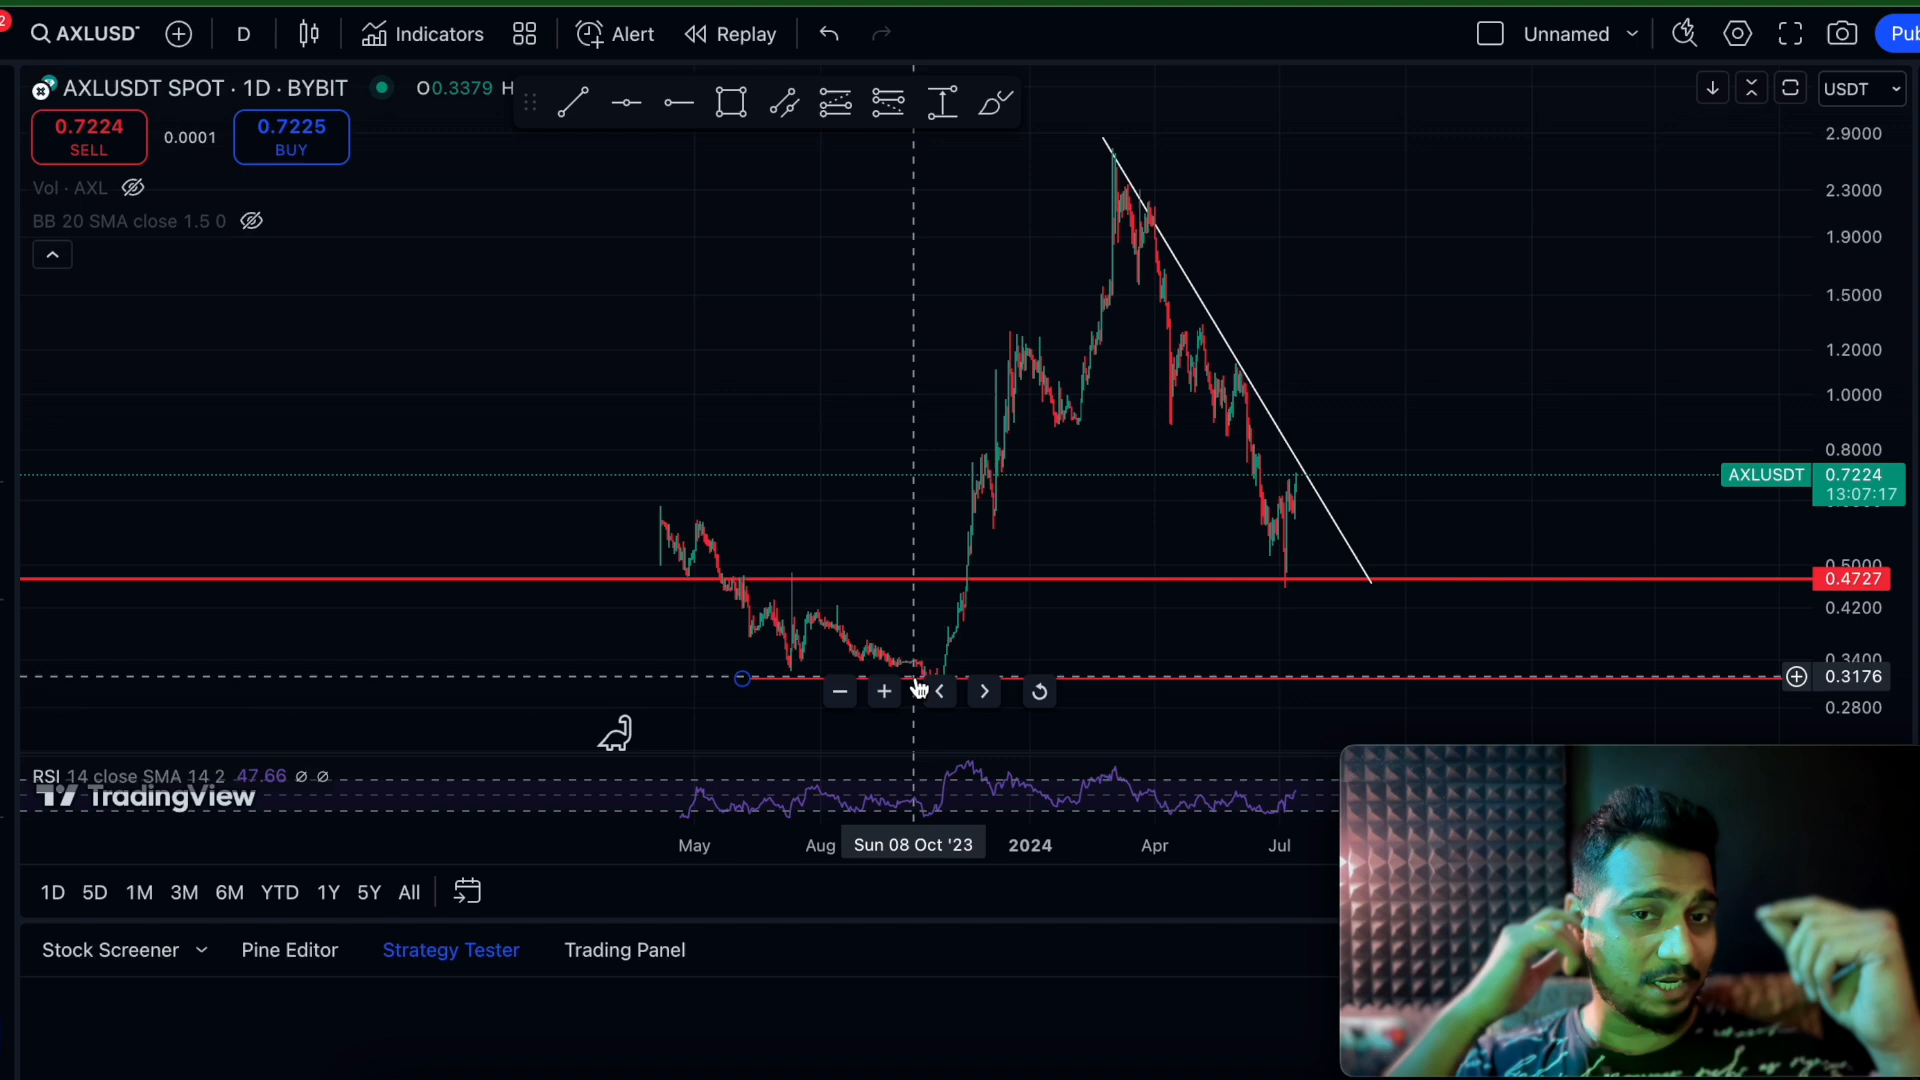 2
AXLUSDT
D
Indicators
Alert
Replay
Unnamed
Pub
AXLUSDT SPOT · 1D · BYBIT
O0.3379 H
USDT
0.7224
SELL
0.0001
0.7225
BUY
Vol · AXL
BB 20 SMA close 1.5 0
2.9000
2.3000
1.9000
1.5000
1.2000
1.0000
0.8000
AXLUSDT
0.7224
13:07:17
0.5000
0.4727
0.4200
0.3400
0.3176
0.2800
RSI 14 close SMA 14 2 47.66 ∅ ∅
TradingView
May
Aug
Sun 08 Oct '23
2024
Apr
Jul
1D 5D 1M 3M 6M YTD 1Y 5Y All
Stock Screener
Pine Editor
Strategy Tester
Trading Panel